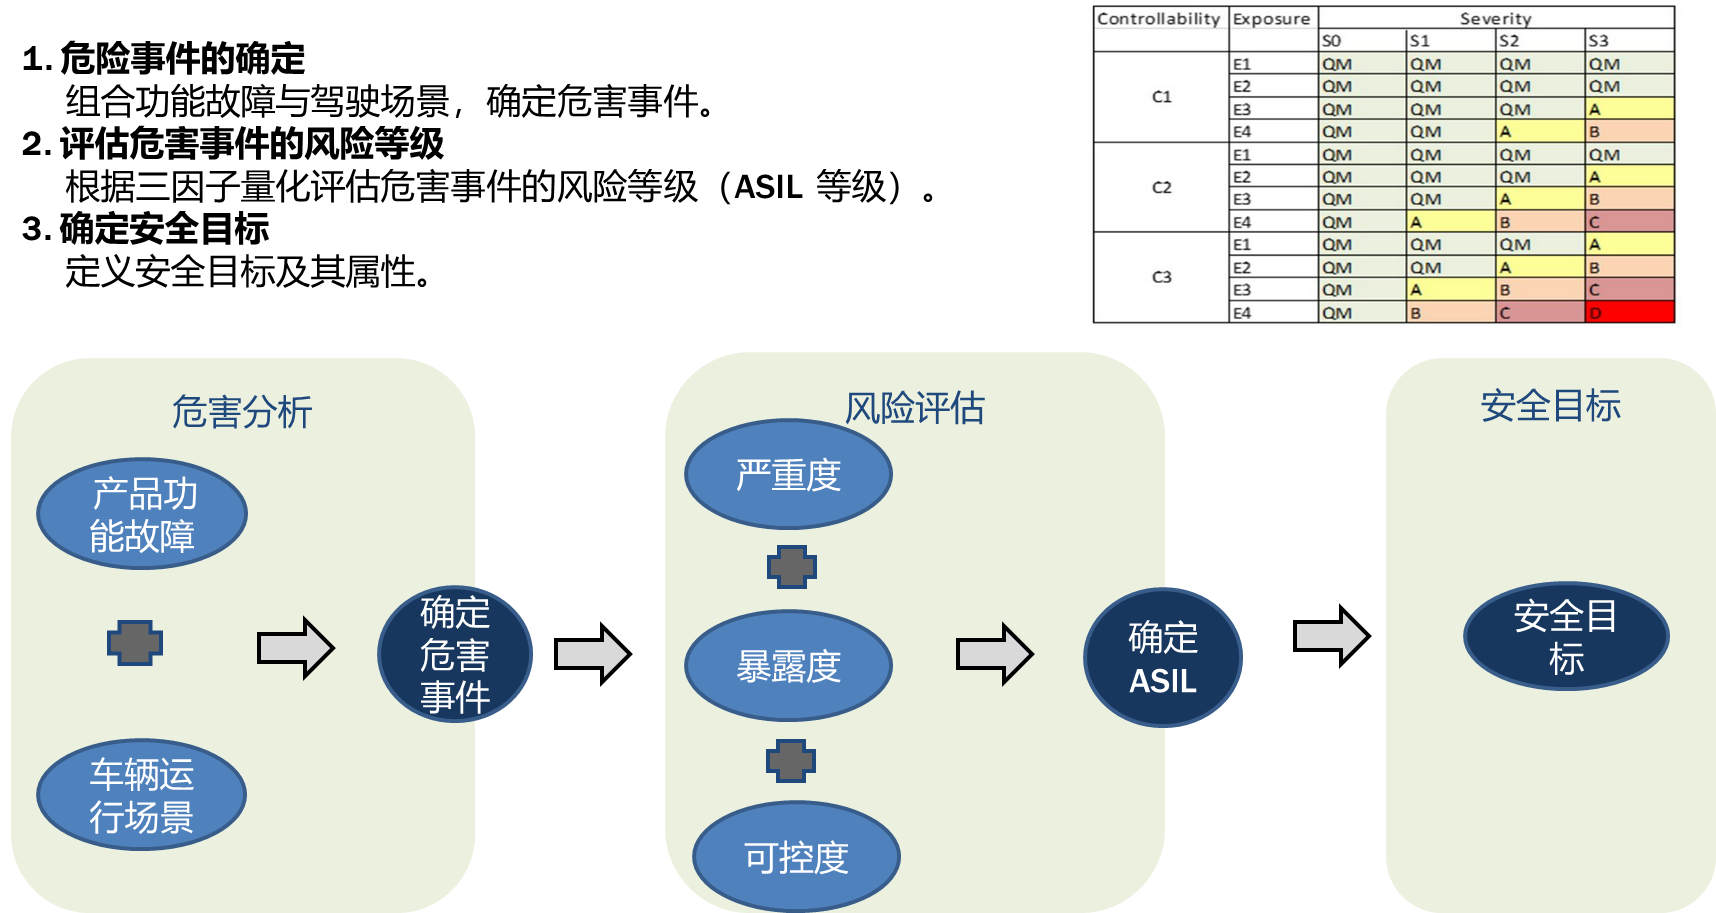 1. 危险事件的确定
组合功能故障与驾驶场景，确定危害事件。
2. 评估危害事件的风险等级
根据三因子量化评估危害事件的风险等级（ASIL 等级）。
3. 确定安全目标
定义安全目标及其属性。
Controllability Exposure Severity
S0 S1 S2 S3
C1
E1 QM QM QM QM
E2 QM QM QM QM
E3 QM QM QM A
E4 QM QM A B
C2
E1 QM QM QM QM
E2 QM QM QM A
E3 QM QM A B
E4 QM A B C
C3
E1 QM QM QM A
E2 QM QM A B
E3 QM A B C
E4 QM B C D
危害分析
产品功
能故障
车辆运
行场景
确定
危害
事件
风险评估
严重度
暴露度
可控度
确定
ASIL
安全目标
安全目
标